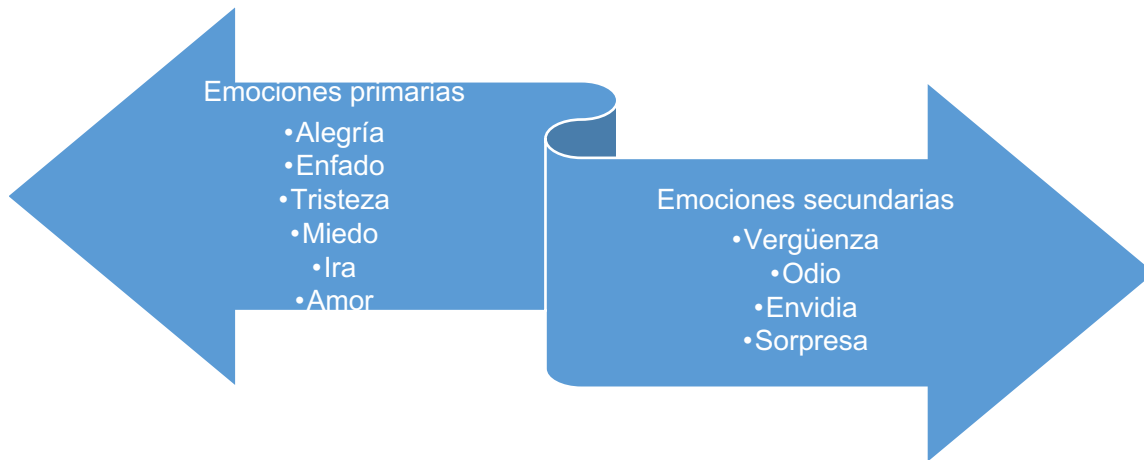 Emociones primarias
•Alegría
•Enfado
•Tristeza
•Miedo
•Ira
•Amor
Emociones secundarias
•Vergüenza
•Odio
•Envidia
•Sorpresa